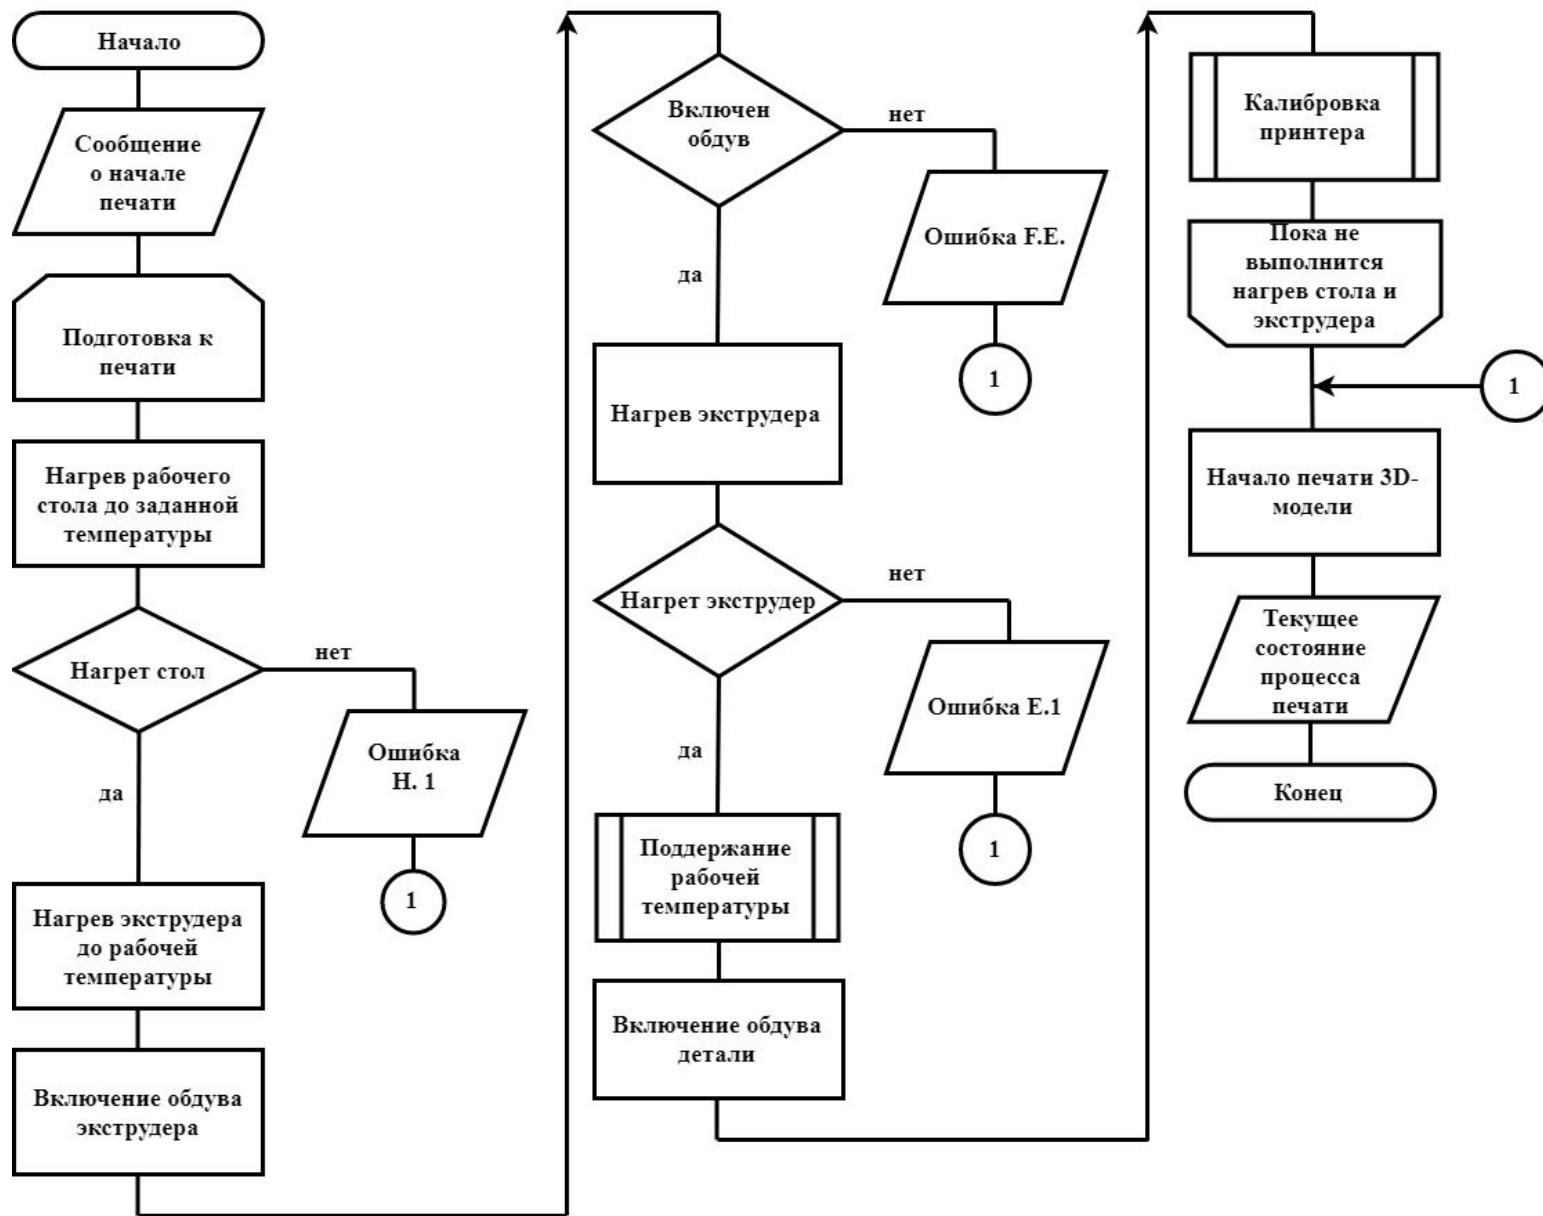 Начало
Сообщение
о начале
печати
Подготовка к
печати
Нагрев рабочего
стола до заданной
температуры
Нагрет стол
нет
Ошибка
Н. 1
1
да
Нагрев экструдера
до рабочей
температуры
Включение обдува
экструдера
Включен
обдув
нет
Ошибка F.E.
1
да
Нагрев экструдера
Нагрет экструдер
нет
Ошибка E.1
1
да
Поддержание
рабочей
температуры
Включение обдува
детали
Калибровка
принтера
Пока не
выполнится
нагрев стола и
экструдера
1
Начало печати 3D-
модели
Текущее
состояние
процесса
печати
Конец